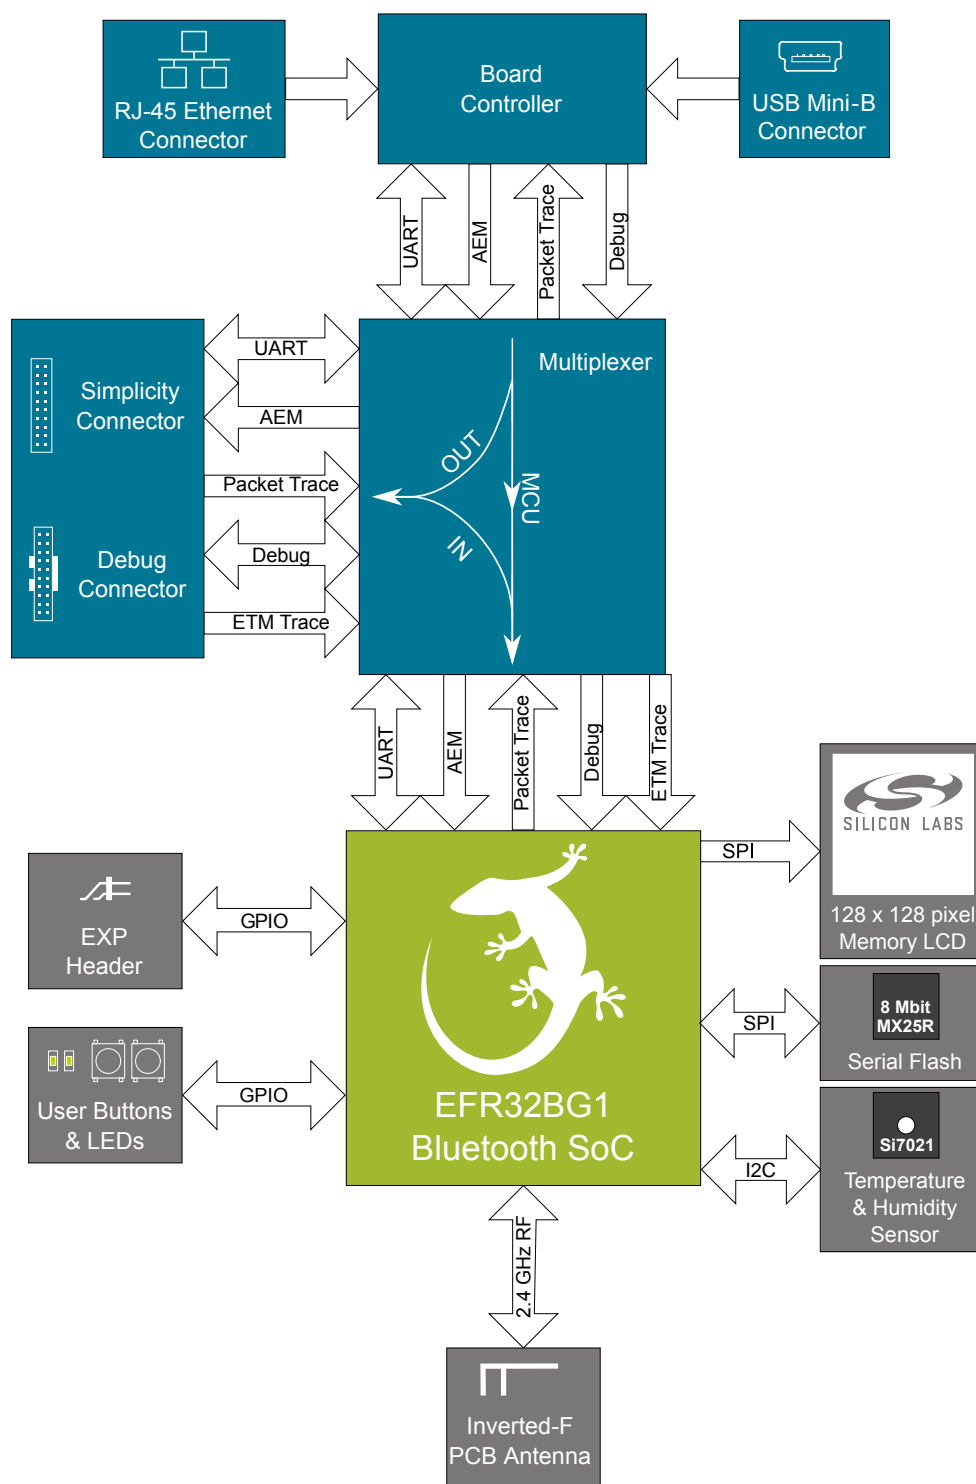 RJ-45 Ethernet
Connector
Board
Controller
USB Mini-B
Connector
UART
AEM
Packet Trace
Debug
Simplicity
Connector
Debug
Connector
UART
AEM
Packet Trace
Debug
ETM Trace
Multiplexer
OUT
MCU
IN
UART
AEM
Packet Trace
Debug
ETM Trace
SILICON LABS
128 x 128 pixel
Memory LCD
SPI
EXP
Header
GPIO
8 Mbit
MX25R
Serial Flash
SPI
User Buttons
& LEDs
GPIO
EFR32BG1
Bluetooth SoC
Si7021
Temperature
& Humidity
Sensor
I2C
2.4 GHz RF
Inverted-F
PCB Antenna